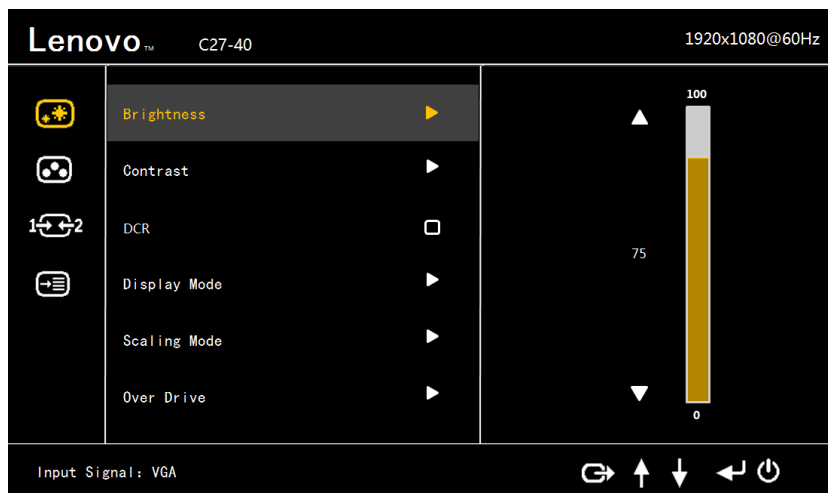 Lenovo™ C27-40 1920x1080@60Hz
100
Brightness
Contrast
1 2
DCR
75
Display Mode
Scaling Mode
Over Drive
0
Input Signal: VGA